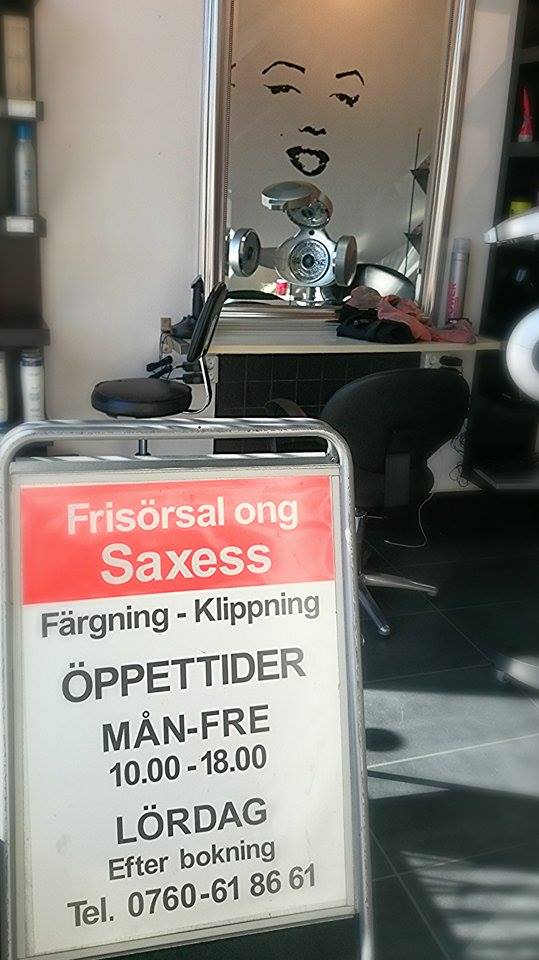 Frisörsal ong
Saxess
Färgning - Klippning
ÖPPETTIDER
MÅN-FRE
10.00 - 18.00
LÖRDAG
Efter bokning
Tel. 0760-61 86 61